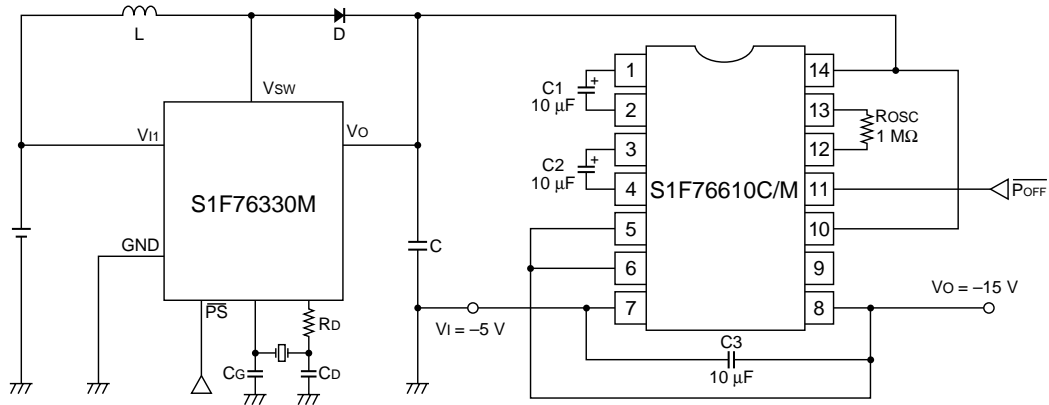 L
D
VSW
VI1
VO
S1F76330M
GND
PS
RD
CG
CD
C
VI = –5 V
C1
10 µF
C2
10 µF
1
2
3
4
5
6
7
S1F76610C/M
14
13
12
11
10
9
8
ROSC
1 MΩ
POFF
VO = –15 V
C3
10 µF